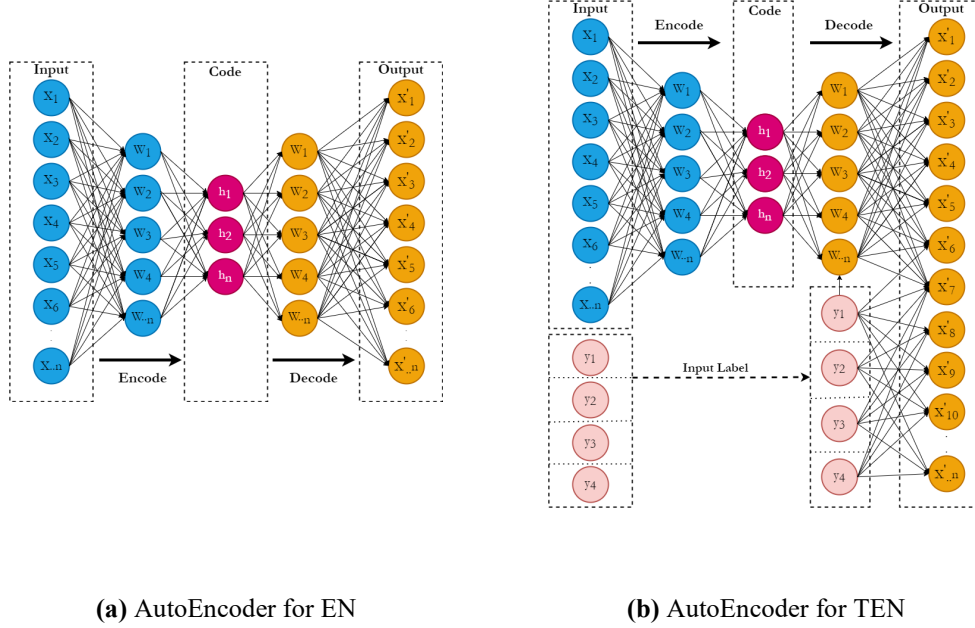 Input
Code
Output
X1
X2
X3
X4
X5
X6
X..n
W1
W2
W3
W4
W..n
h1
h2
hn
W1
W2
W3
W4
W..n
X'1
X'2
X'3
X'4
X'5
X'6
X'..n
Encode
Decode
(a) AutoEncoder for EN
Input
Encode
Code
Decode
Output
X1
X2
X3
X4
X5
X6
X..n
W1
W2
W3
W4
W..n
h1
h2
hn
W1
W2
W3
W4
W..n
X'1
X'2
X'3
X'4
X'5
X'6
X'7
X'8
X'9
X'10
X'..n
y1
y2
y3
y4
Input Label
y1
y2
y3
y4
(b) AutoEncoder for TEN